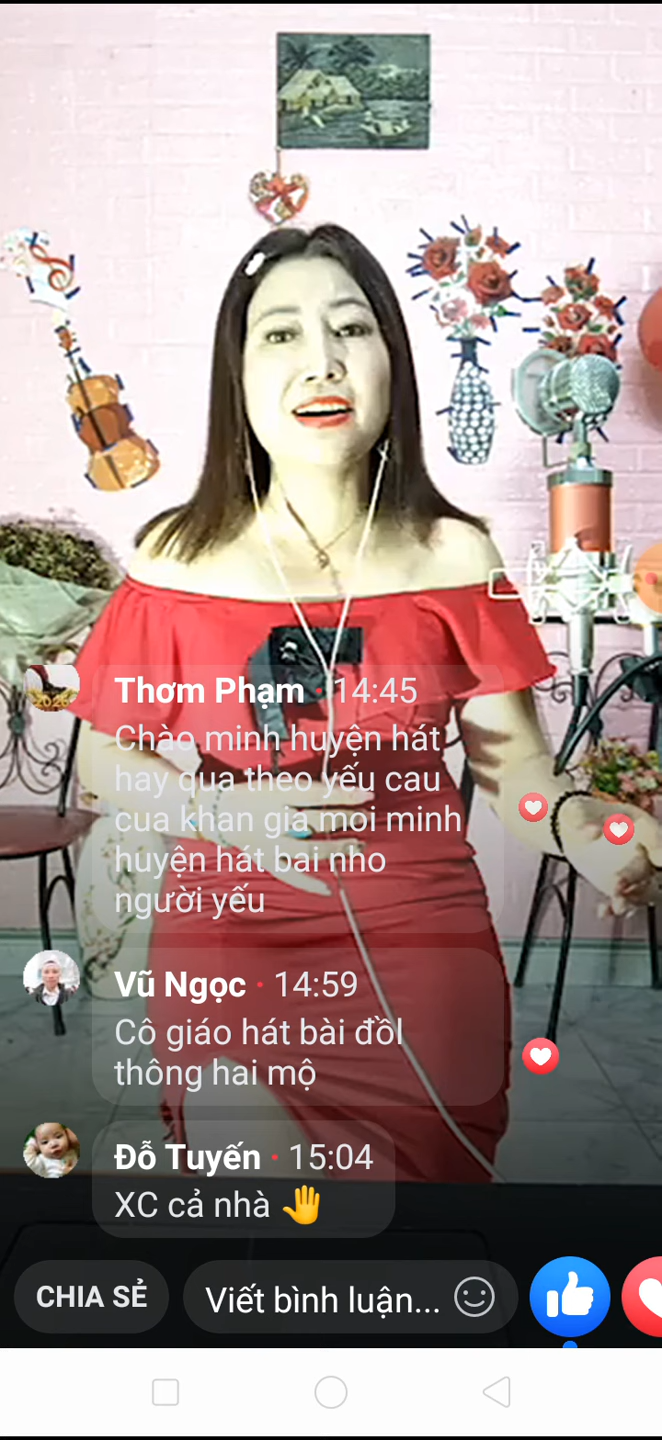 Thơm Phạm • 14:45
Chào minh huyện hát
hay qua theo yếu cau
cua khan gia moi minh
huyện hát bai nho
người yếu
Vũ Ngọc • 14:59
Cô giáo hát bài đồl
thông hai mộ
Đỗ Tuyến • 15:04
XC cả nhà 🤚
CHIA SẺ
Viết bình luận...